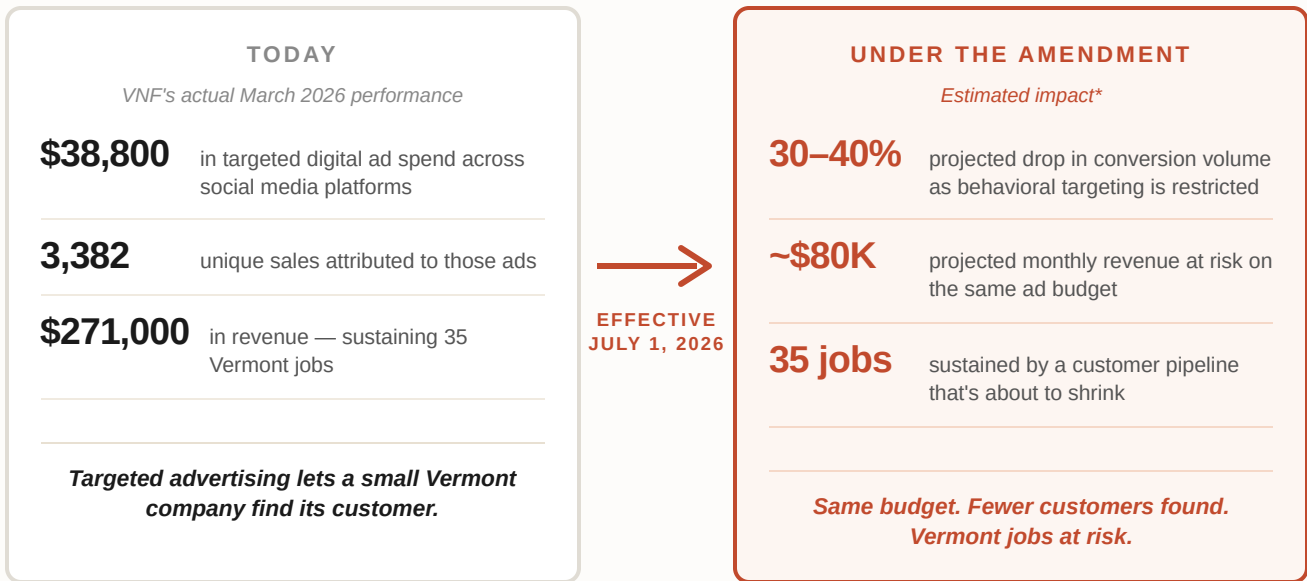 TODAY
VNF's actual March 2026 performance
$38,800 in targeted digital ad spend across
social media platforms
3,382 unique sales attributed to those ads
$271,000 in revenue — sustaining 35
Vermont jobs
Targeted advertising lets a small Vermont
company find its customer.
EFFECTIVE
JULY 1, 2026
UNDER THE AMENDMENT
Estimated impact*
30–40% projected drop in conversion volume
as behavioral targeting is restricted
~$80K projected monthly revenue at risk on
the same ad budget
35 jobs sustained by a customer pipeline
that's about to shrink
Same budget. Fewer customers found.
Vermont jobs at risk.